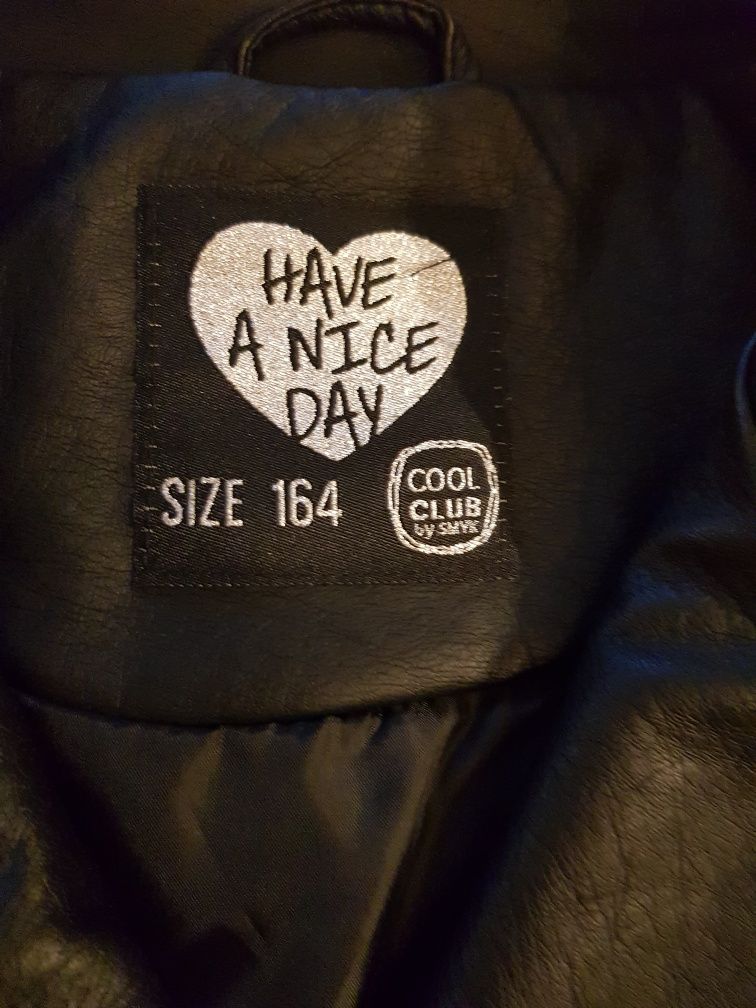 HAVE
A NICE
DAY
SIZE 164
COOL
CLUB
by SMYK